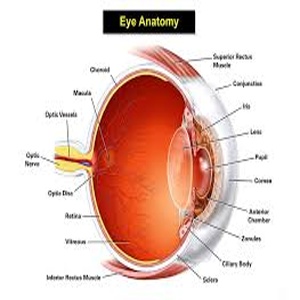 Eye Anatomy
Superior Rectus
Muscle
Choroid
Conjunctiva
Macula
Iris
Optic Vessels
Lens
Optic
Nerve
Pupil
Cornea
Optic Disc
Anterior
Chamber
Retina
Zonules
Vitreous
Ciliary Body
Inferior Rectus Muscle
Sclera